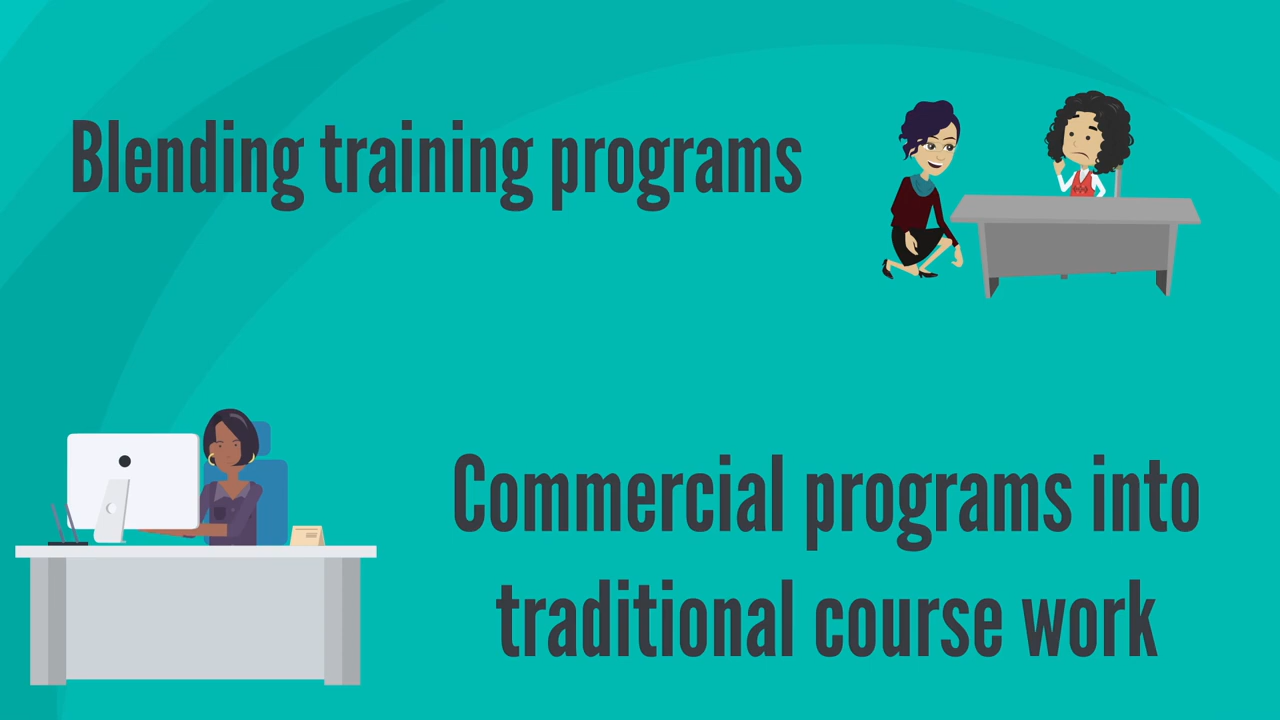 Blending training programs
Commercial programs into
traditional course work